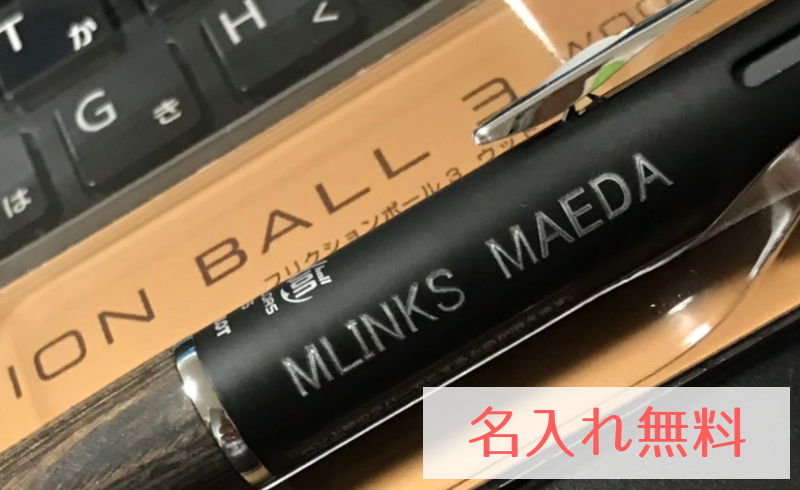 T か
H く
G き
は
ION BALL 3 WOO
フリクションボール3 ウッド
MLINKS MAEDA
名入れ無料